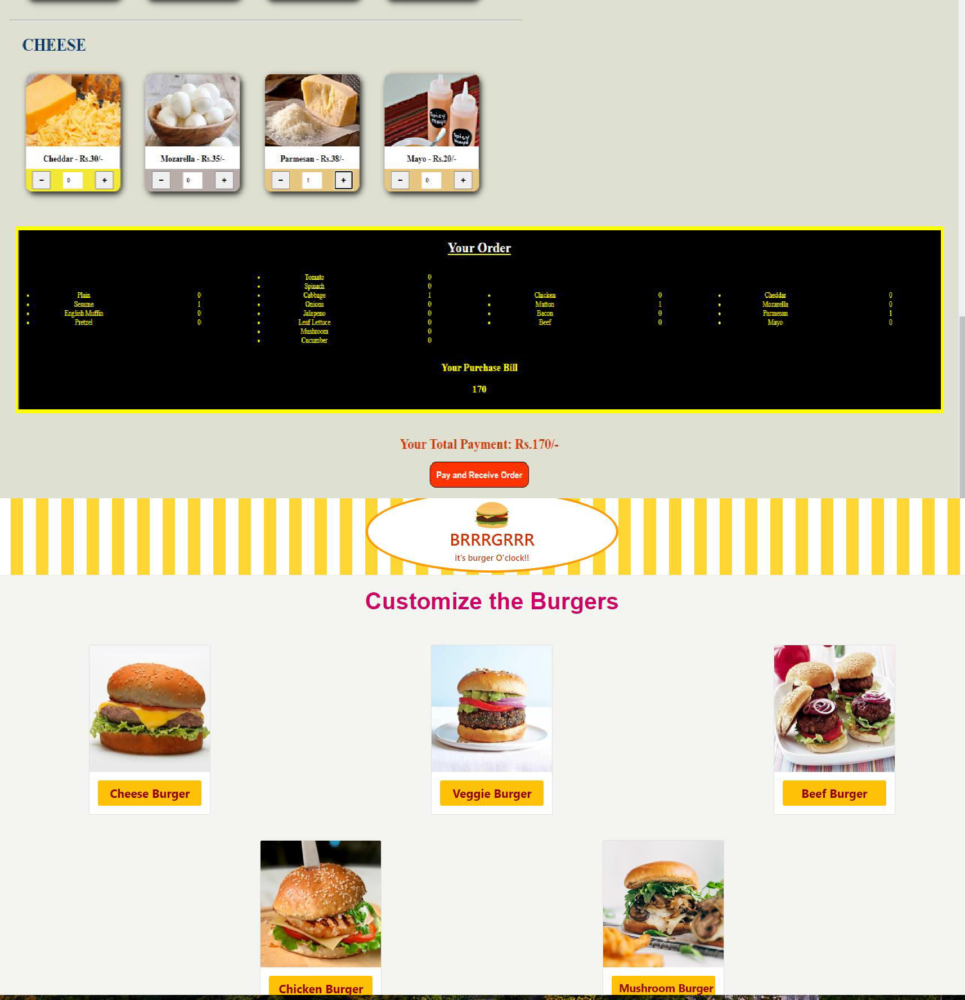 CHEESE
Cheddar - Rs.30/- Mozarella - Rs.35/- Parmesan - Rs.38/- Mayo - Rs.20/-
Spicy mayo
Spicy mayo
- 0 + - 0 + - 1 + - 0 +
Your Order
• Plain 0
• Sesame 1
• English Muffin 0
• Pretzel 0
• Tomato 0
• Spinach 0
• Cabbage 1
• Onions 0
• Jalapeno 0
• Leaf Lettuce 0
• Mushroom 0
• Cucumber 0
• Chicken 0
• Mutton 1
• Bacon 0
• Beef 0
• Cheddar 0
• Mozarella 0
• Parmesan 1
• Mayo 0
Your Purchase Bill
170
Your Total Payment: Rs.170/-
Pay and Receive Order
BRRRGRRR
it's burger O'clock!!
Customize the Burgers
Cheese Burger Veggie Burger Beef Burger
Chicken Burger Mushroom Burger